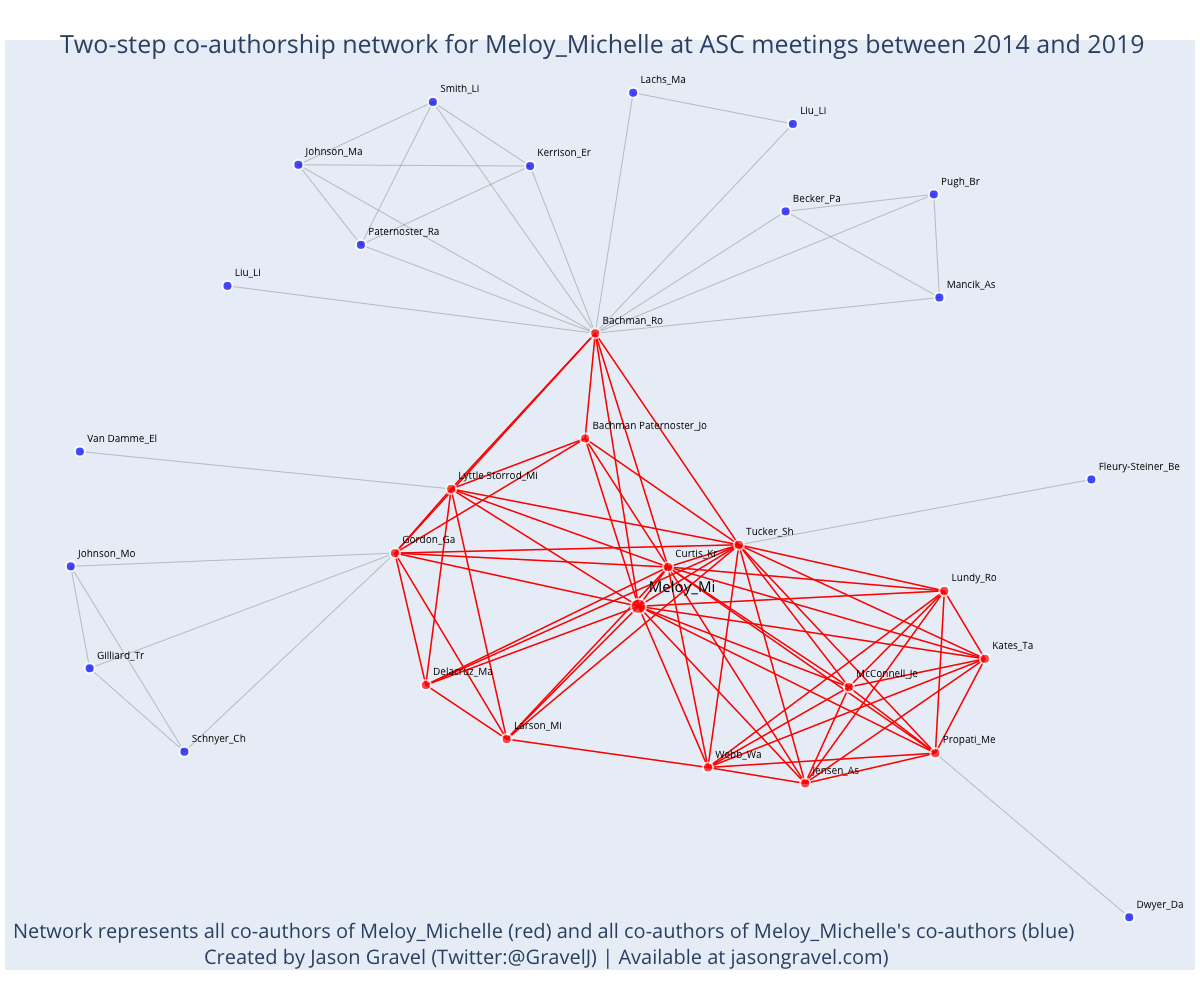 Two-step co-authorship network for Meloy_Michelle at ASC meetings between 2014 and 2019
Lachs_Ma
Smith_Li
Liu_Li
Johnson_Ma
Kerrison_Er
Pugh_Br
Becker_Pa
Paternoster_Ra
Liu_Li
Mancik_As
Bachman_Ro
Bachman Paternoster_Jo
Van Damme_El
Fleury-Steiner_Be
Lyttle Storrod_Mi
Tucker_Sh
Gordon_Ga
Johnson_Mo
Curtis_Kr
Lundy_Ro
Meloy_Mi
Kates_Ta
Gilliard_Tr
Delacruz_Ma
McConnell_Je
Larson_Mi
Schnyer_Ch
Propati_Me
Webb_Wa
Jensen_As
Dwyer_Da
Network represents all co-authors of Meloy_Michelle (red) and all co-authors of Meloy_Michelle's co-authors (blue)
Created by Jason Gravel (Twitter:@GravelJ) | Available at jasongravel.com)